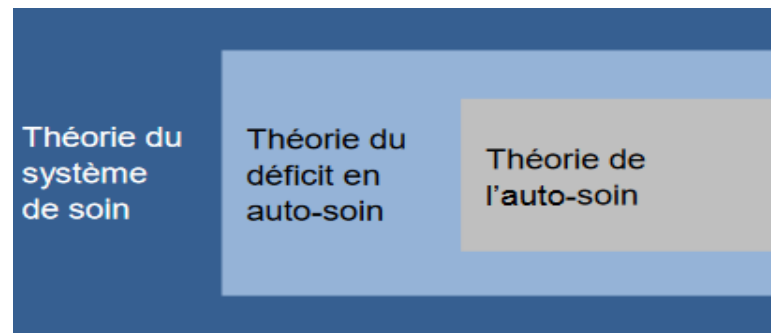 Théorie du
système
de soin
Théorie du
déficit en
auto-soin
Théorie de
l'auto-soin